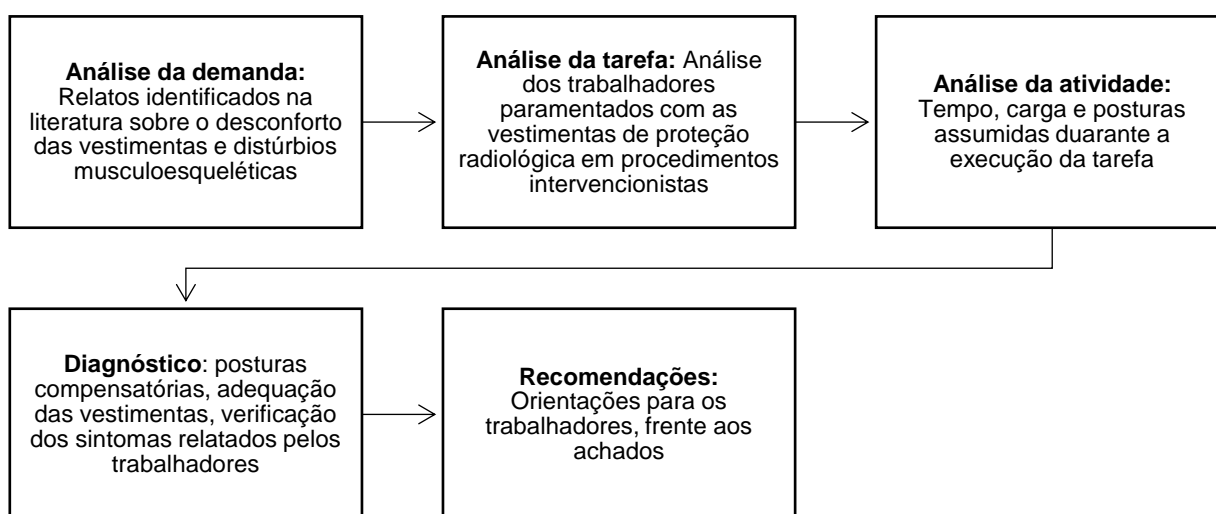 Análise da demanda:
Relatos identificados na
literatura sobre o desconforto
das vestimentas e distúrbios
musculoesqueléticas
Análise da tarefa: Análise
dos trabalhadores
paramentados com as
vestimentas de proteção
radiológica em procedimentos
intervencionistas
Análise da atividade:
Tempo, carga e posturas
assumidas duarante a
execução da tarefa
Diagnóstico: posturas
compensatórias, adequação
das vestimentas, verificação
dos sintomas relatados pelos
trabalhadores
Recomendações:
Orientações para os
trabalhadores, frente aos
achados